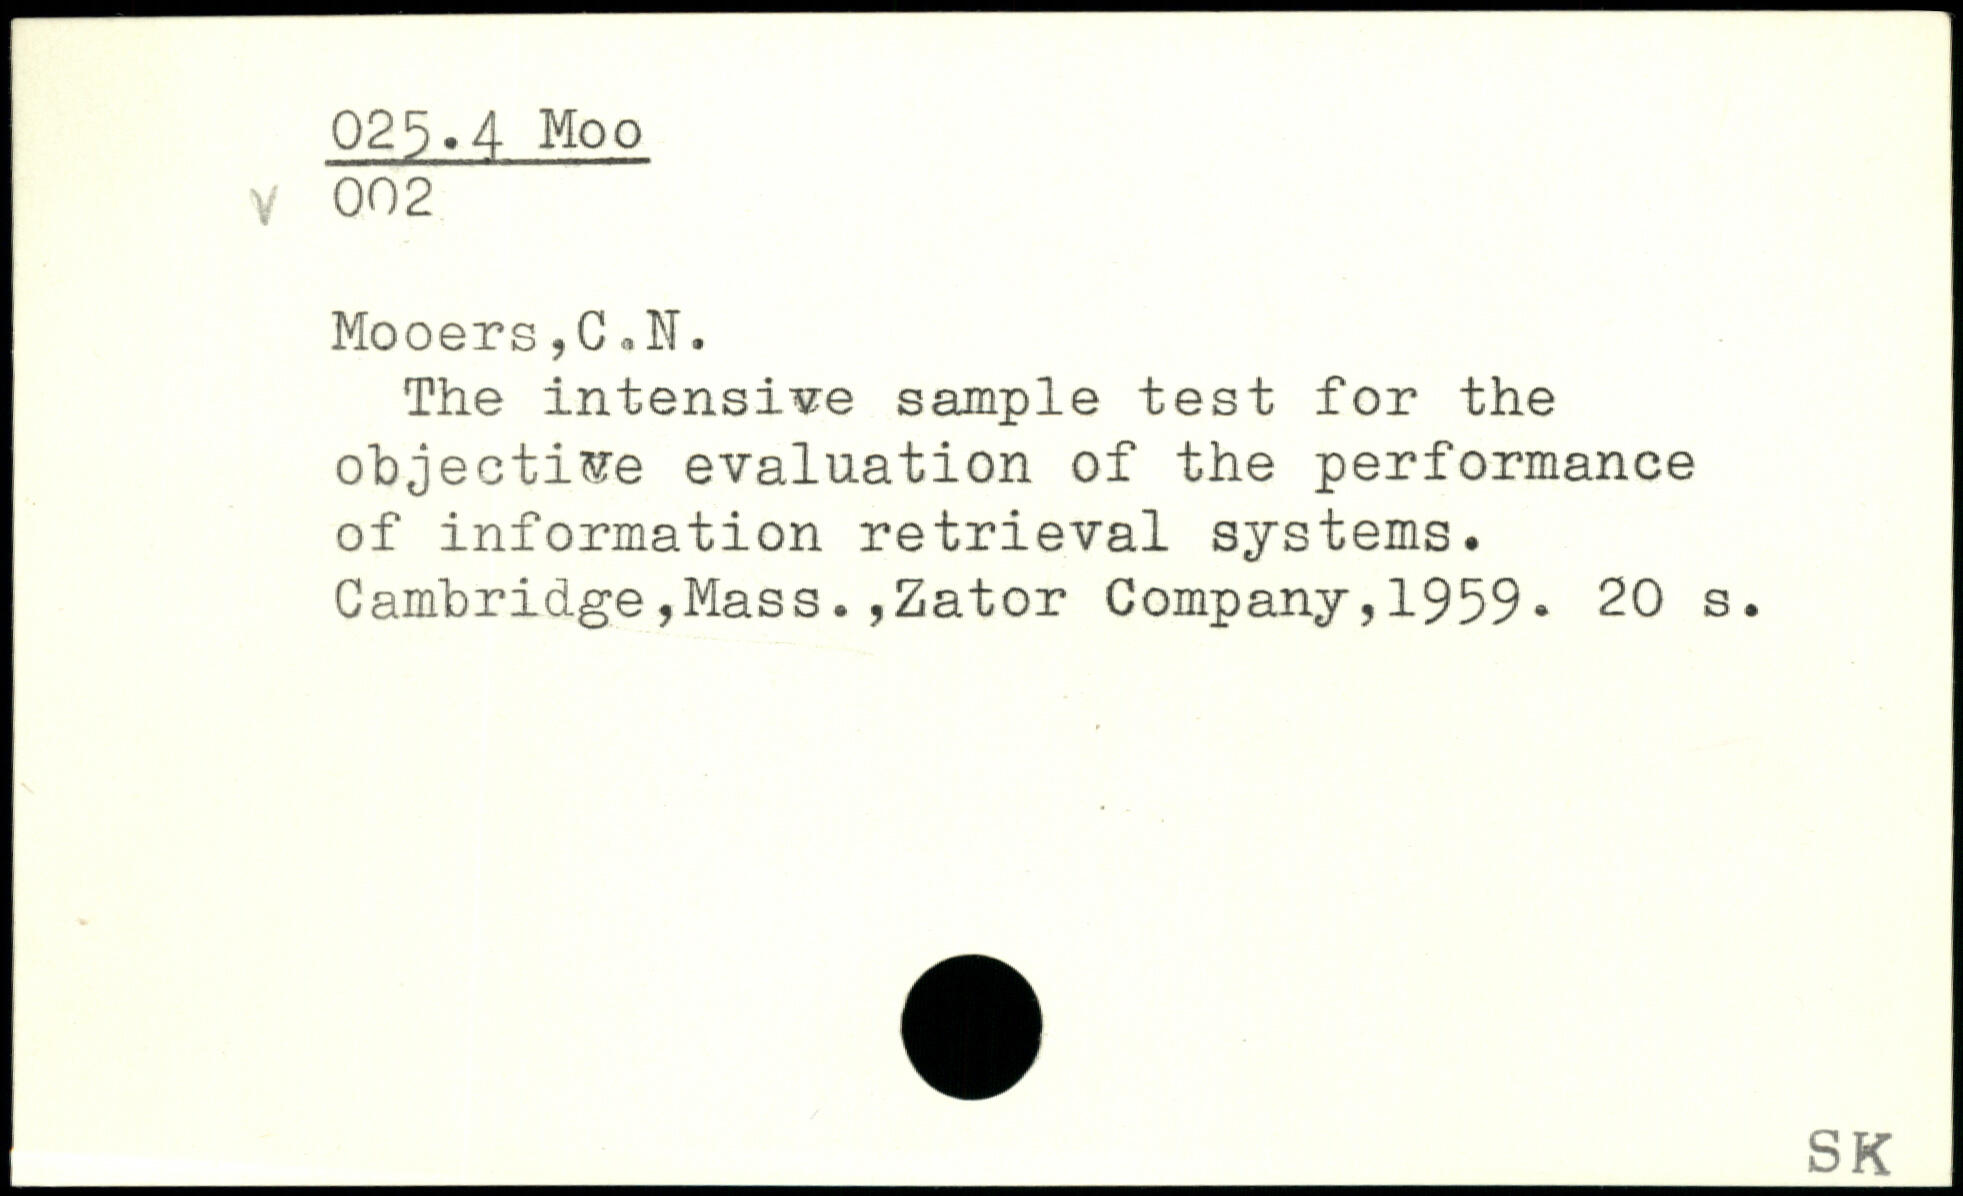 025.4 Moo
v 002
Mooers,C.N.
The intensive sample test for the
objective evaluation of the performance
of information retrieval systems.
Cambridge,Mass.,Zator Company,1959. 20 s.
SK